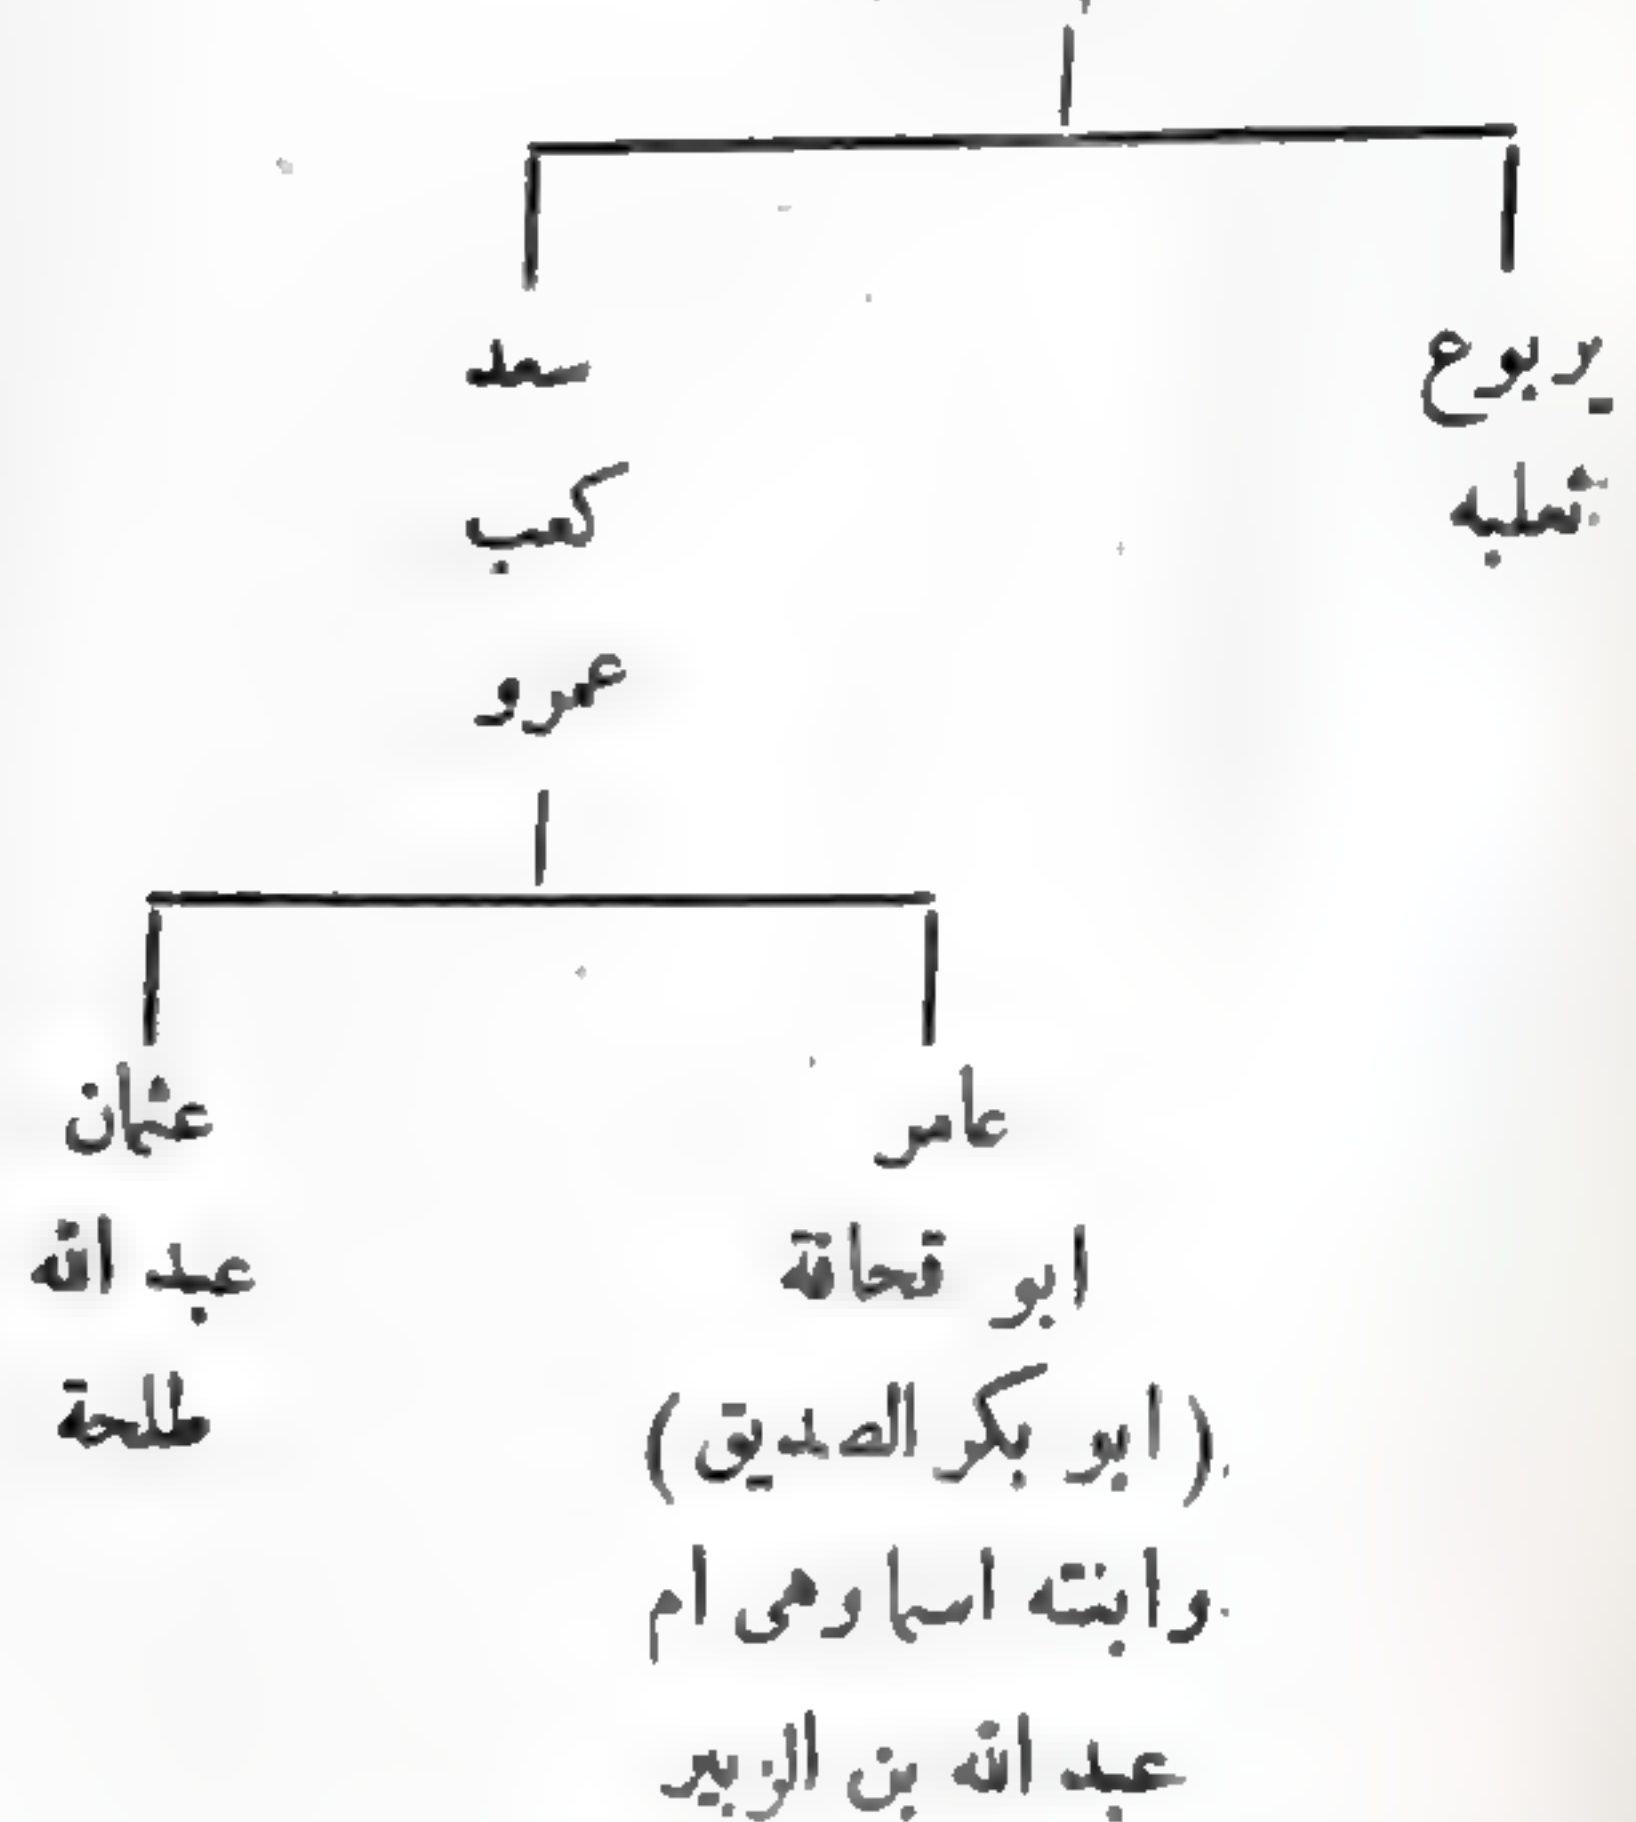 يربوع
ثعلبه
سعد
كعب
عمرو
عامر
ابو قحافة
(ابو بكر الصديق)
وابنته اسما وهى ام
عبد الله بن الزبير
عثمان
عبد الله
طلحة